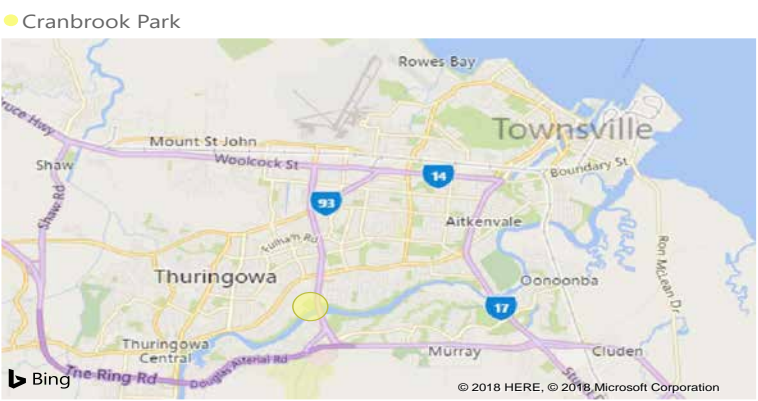 Cranbrook Park
Rowes Bay
Townsville
Bruce Hwy
Mount St John
Woolcock St
Shaw
14
Boundary St
Shaw Rd
93
Aitkenvale
Fulham Rd
Ron McLean Dr
Thuringowa
Oonoonba
17
Thuringowa
Central
Murray
Cluden
Douglas Arterial Rd
The Ring Rd
Bing
© 2018 HERE, © 2018 Microsoft Corporation